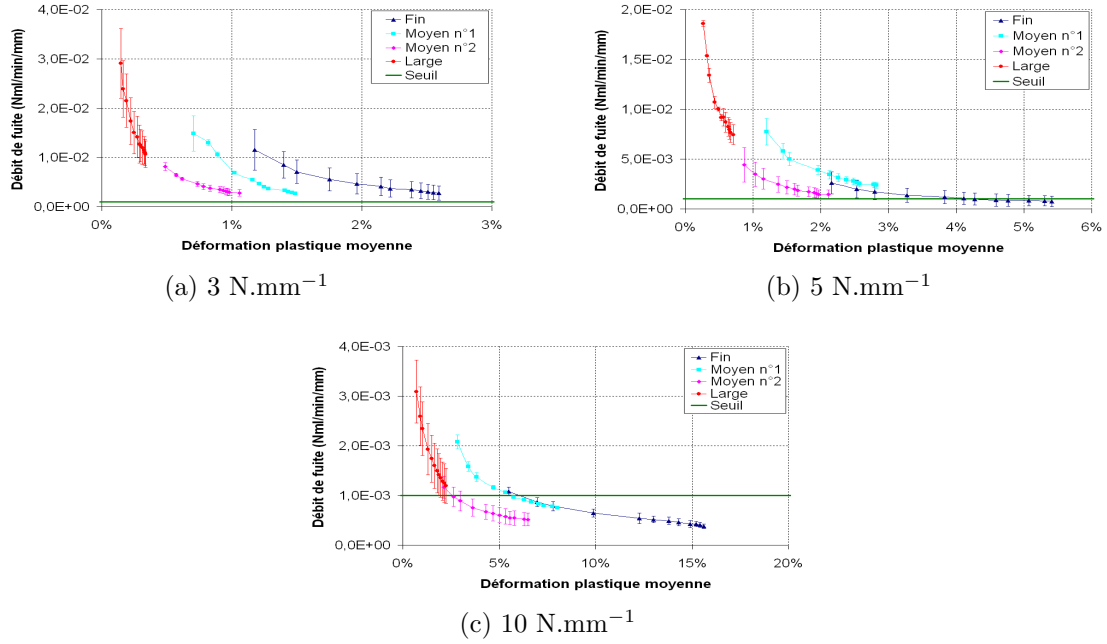 4,0E-02
3,0E-02
2,0E-02
1,0E-02
0,0E+00
Débit de fuite (Nml/min/mm)
0% 1% 2% 3%
Déformation plastique moyenne
Fin
Moyen n°1
Moyen n°2
Large
Seuil
(a) 3 N.mm⁻¹
2,0E-02
1,5E-02
1,0E-02
5,0E-03
0,0E+00
Débit de fuite (Nml/min/mm)
0% 1% 2% 3% 4% 5% 6%
Déformation plastique moyenne
Fin
Moyen n°1
Moyen n°2
Large
Seuil
(b) 5 N.mm⁻¹
4,0E-03
3,0E-03
2,0E-03
1,0E-03
0,0E+00
Débit de fuite (Nml/min/mm)
0% 5% 10% 15% 20%
Déformation plastique moyenne
Fin
Moyen n°1
Moyen n°2
Large
Seuil
(c) 10 N.mm⁻¹